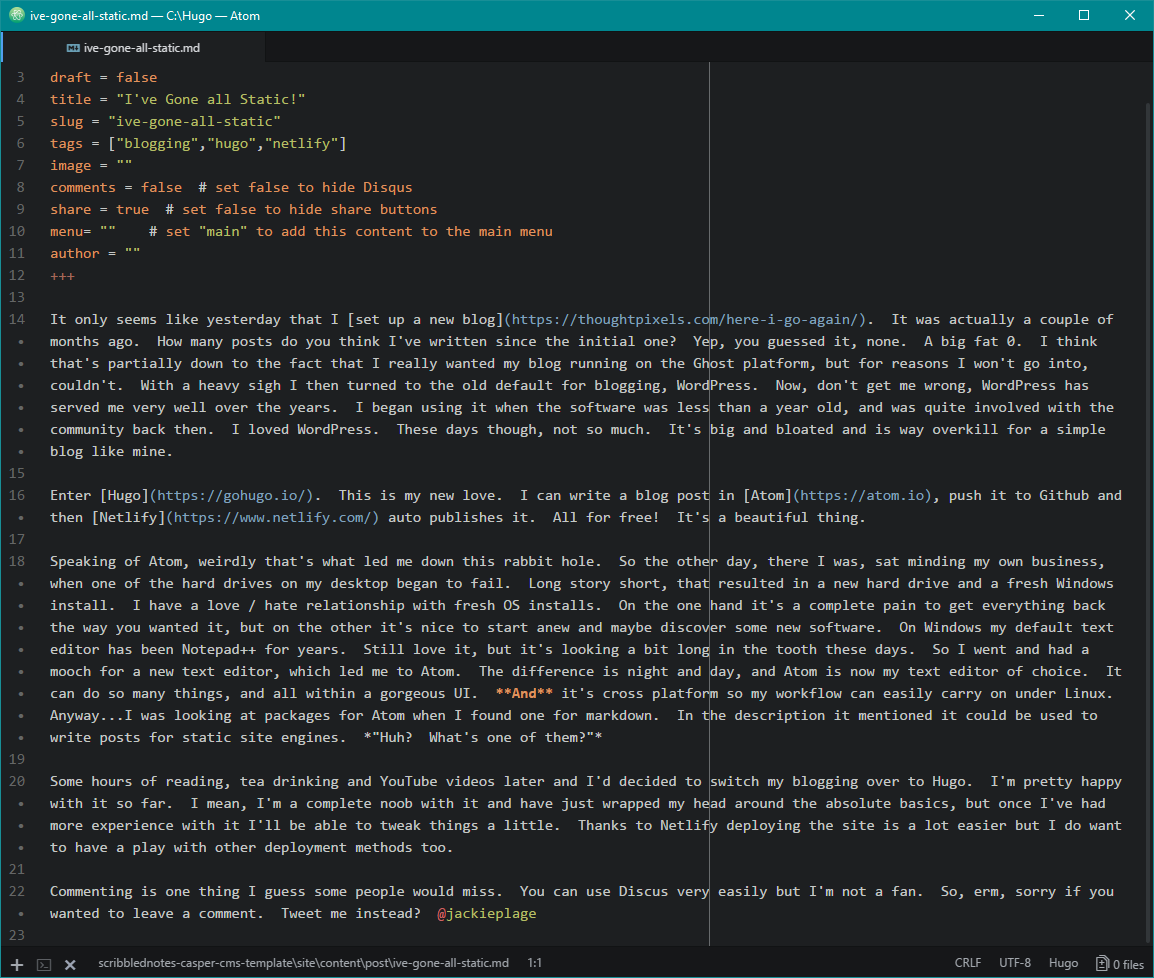 ive-gone-all-static.md — C:\Hugo — Atom
ive-gone-all-static.md
3 draft = false
4 title = "I've Gone all Static!"
5 slug = "ive-gone-all-static"
6 tags = ["blogging","hugo","netlify"]
7 image = ""
8 comments = false  # set false to hide Disqus
9 share = true  # set false to hide share buttons
10 menu= ""    # set "main" to add this content to the main menu
11 author = ""
12 +++
13
14 It only seems like yesterday that I [set up a new blog](https://thoughtpixels.com/here-i-go-again/).  It was actually a couple of
• months ago.  How many posts do you think I've written since the initial one?  Yep, you guessed it, none.  A big fat 0.  I think
• that's partially down to the fact that I really wanted my blog running on the Ghost platform, but for reasons I won't go into,
• couldn't.  With a heavy sigh I then turned to the old default for blogging, WordPress.  Now, don't get me wrong, WordPress has
• served me very well over the years.  I began using it when the software was less than a year old, and was quite involved with the
• community back then.  I loved WordPress.  These days though, not so much.  It's big and bloated and is way overkill for a simple
• blog like mine.
15
16 Enter [Hugo](https://gohugo.io/).  This is my new love.  I can write a blog post in [Atom](https://atom.io), push it to Github and
• then [Netlify](https://www.netlify.com/) auto publishes it.  All for free!  It's a beautiful thing.
17
18 Speaking of Atom, weirdly that's what led me down this rabbit hole.  So the other day, there I was, sat minding my own business,
• when one of the hard drives on my desktop began to fail.  Long story short, that resulted in a new hard drive and a fresh Windows
• install.  I have a love / hate relationship with fresh OS installs.  On the one hand it's a complete pain to get everything back
• the way you wanted it, but on the other it's nice to start anew and maybe discover some new software.  On Windows my default text
• editor has been Notepad++ for years.  Still love it, but it's looking a bit long in the tooth these days.  So I went and had a
• mooch for a new text editor, which led me to Atom.  The difference is night and day, and Atom is now my text editor of choice.  It
• can do so many things, and all within a gorgeous UI.  **And** it's cross platform so my workflow can easily carry on under Linux.
• Anyway...I was looking at packages for Atom when I found one for markdown.  In the description it mentioned it could be used to
• write posts for static site engines.  *"Huh?  What's one of them?"*
19
20 Some hours of reading, tea drinking and YouTube videos later and I'd decided to switch my blogging over to Hugo.  I'm pretty happy
• with it so far.  I mean, I'm a complete noob with it and have just wrapped my head around the absolute basics, but once I've had
• more experience with it I'll be able to tweak things a little.  Thanks to Netlify deploying the site is a lot easier but I do want
• to have a play with other deployment methods too.
21
22 Commenting is one thing I guess some people would miss.  You can use Discus very easily but I'm not a fan.  So, erm, sorry if you
• wanted to leave a comment.  Tweet me instead?  @jackieplage
23
scribblednotes-casper-cms-template\site\content\post\ive-gone-all-static.md 1:1 CRLF UTF-8 Hugo 0 files